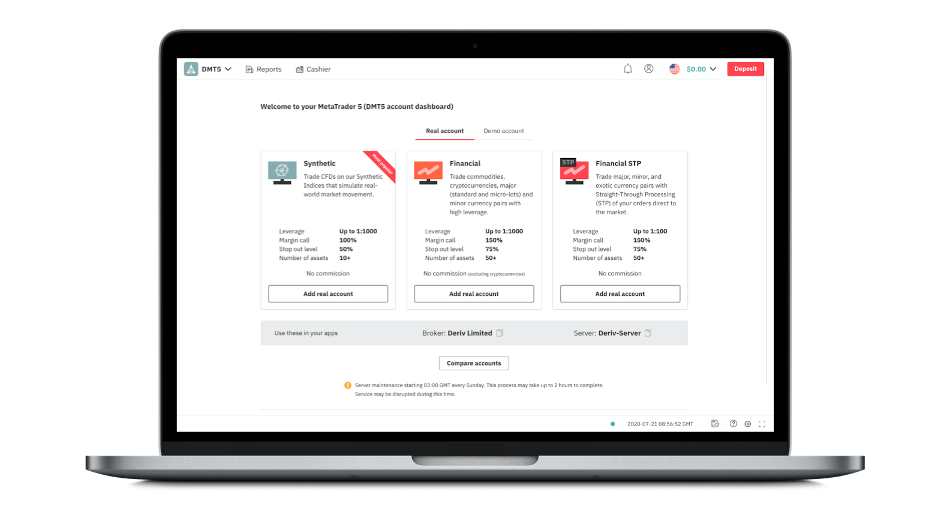 DMT5
Reports
Cashier
$0.00
Deposit
Welcome to your MetaTrader 5 (DMT5 account dashboard)
Real account
Demo account
Most popular
Synthetic
Trade CFDs on our Synthetic
Indices that simulate real-
world market movement.
Leverage Up to 1:1000
Margin call 100%
Stop out level 50%
Number of assets 10+
No commission
Add real account
Financial
Trade commodities,
cryptocurrencies, major
(standard and micro-lots) and
minor currency pairs with
high leverage.
Leverage Up to 1:1000
Margin call 150%
Stop out level 75%
Number of assets 50+
No commission (excluding cryptocurrencies)
Add real account
STP
Financial STP
Trade major, minor, and
exotic currency pairs with
Straight-Through Processing
(STP) of your orders direct to
the market.
Leverage Up to 1:100
Margin call 150%
Stop out level 75%
Number of assets 50+
No commission
Add real account
Use these in your apps
Broker: Deriv Limited
Server: Deriv-Server
Compare accounts
Server maintenance starting 03:00 GMT every Sunday. This process may take up to 2 hours to complete.
Service may be disrupted during this time.
2020-07-21 08:56:52 GMT